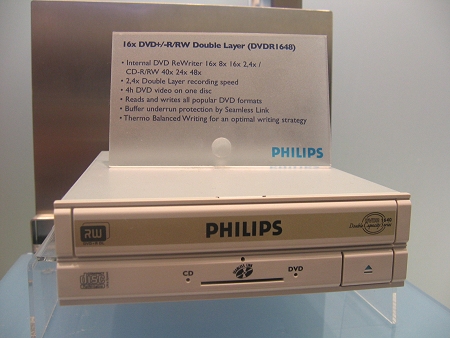 16x DVD+/-R/RW Double Layer (DVDR1648)
• Internal DVD ReWriter 16x 8x 16x 2,4x /
CD-R/RW 40x 24x 48x
• 2,4x Double Layer recording speed
• 4h DVD video on one disc
• Reads and writes all popular DVD formats
• Buffer underrun protection by Seamless Link
• Thermo Balanced Writing for an optimal writing strategy
PHILIPS
RW
PHILIPS
disc
CD
DVD